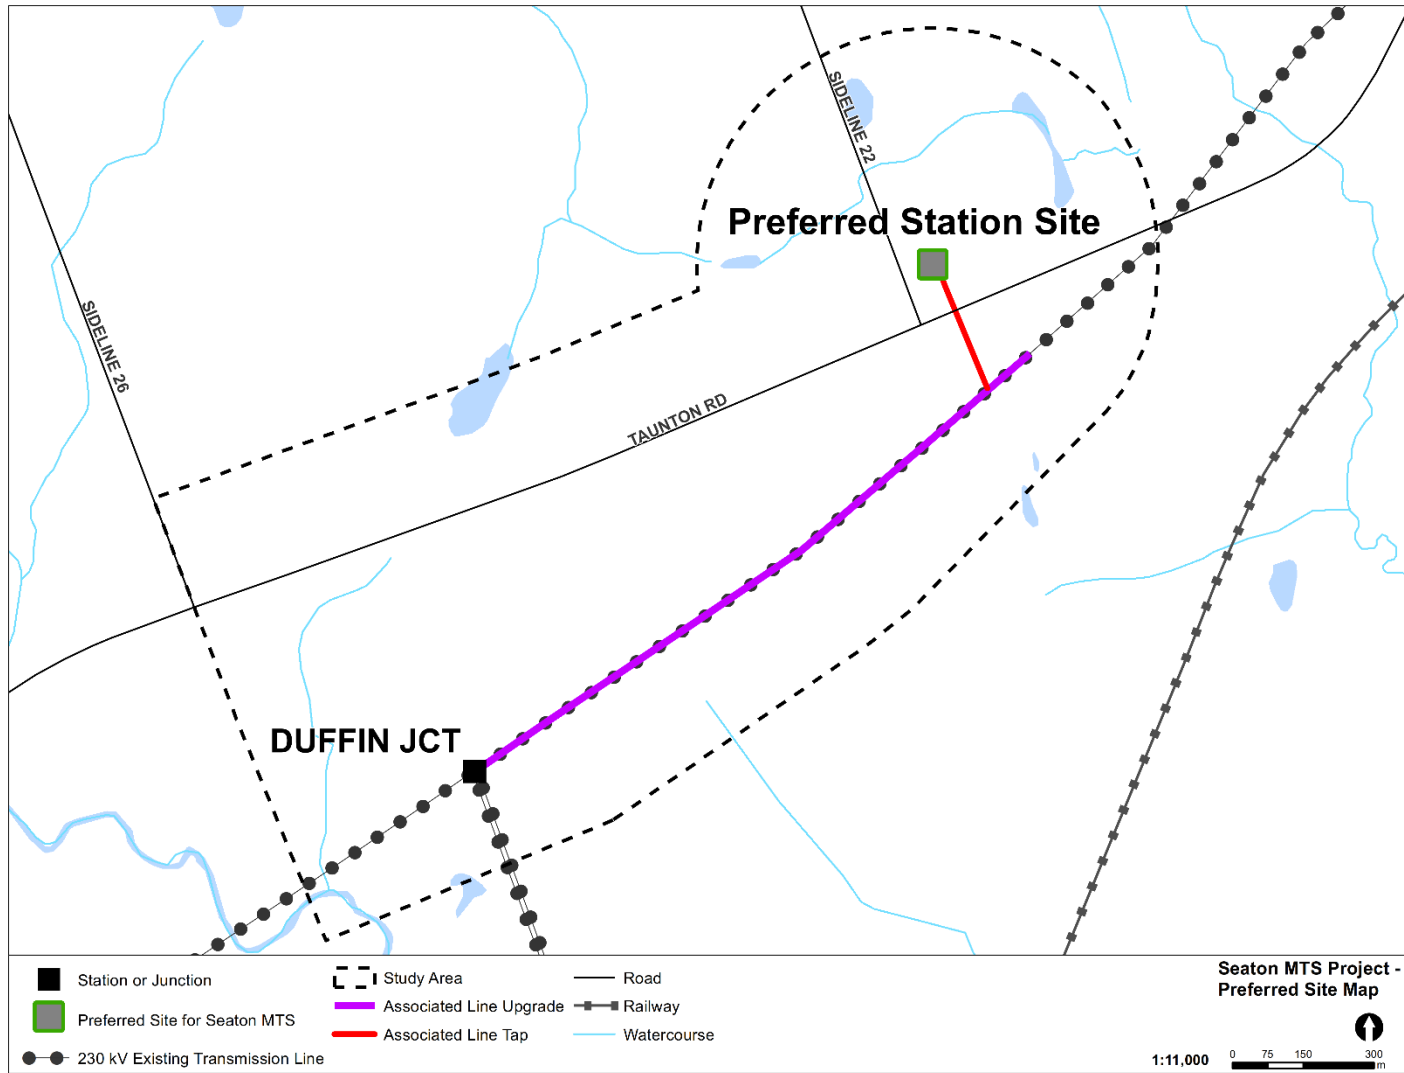 SIDELINE 22
Preferred Station Site
SIDELINE 26
TAUNTON RD
DUFFIN JCT
Station or Junction
Preferred Site for Seaton MTS
230 kV Existing Transmission Line
Study Area
Associated Line Upgrade
Associated Line Tap
Road
Railway
Watercourse
Seaton MTS Project -
Preferred Site Map
1:11,000
0 75 150 300
m